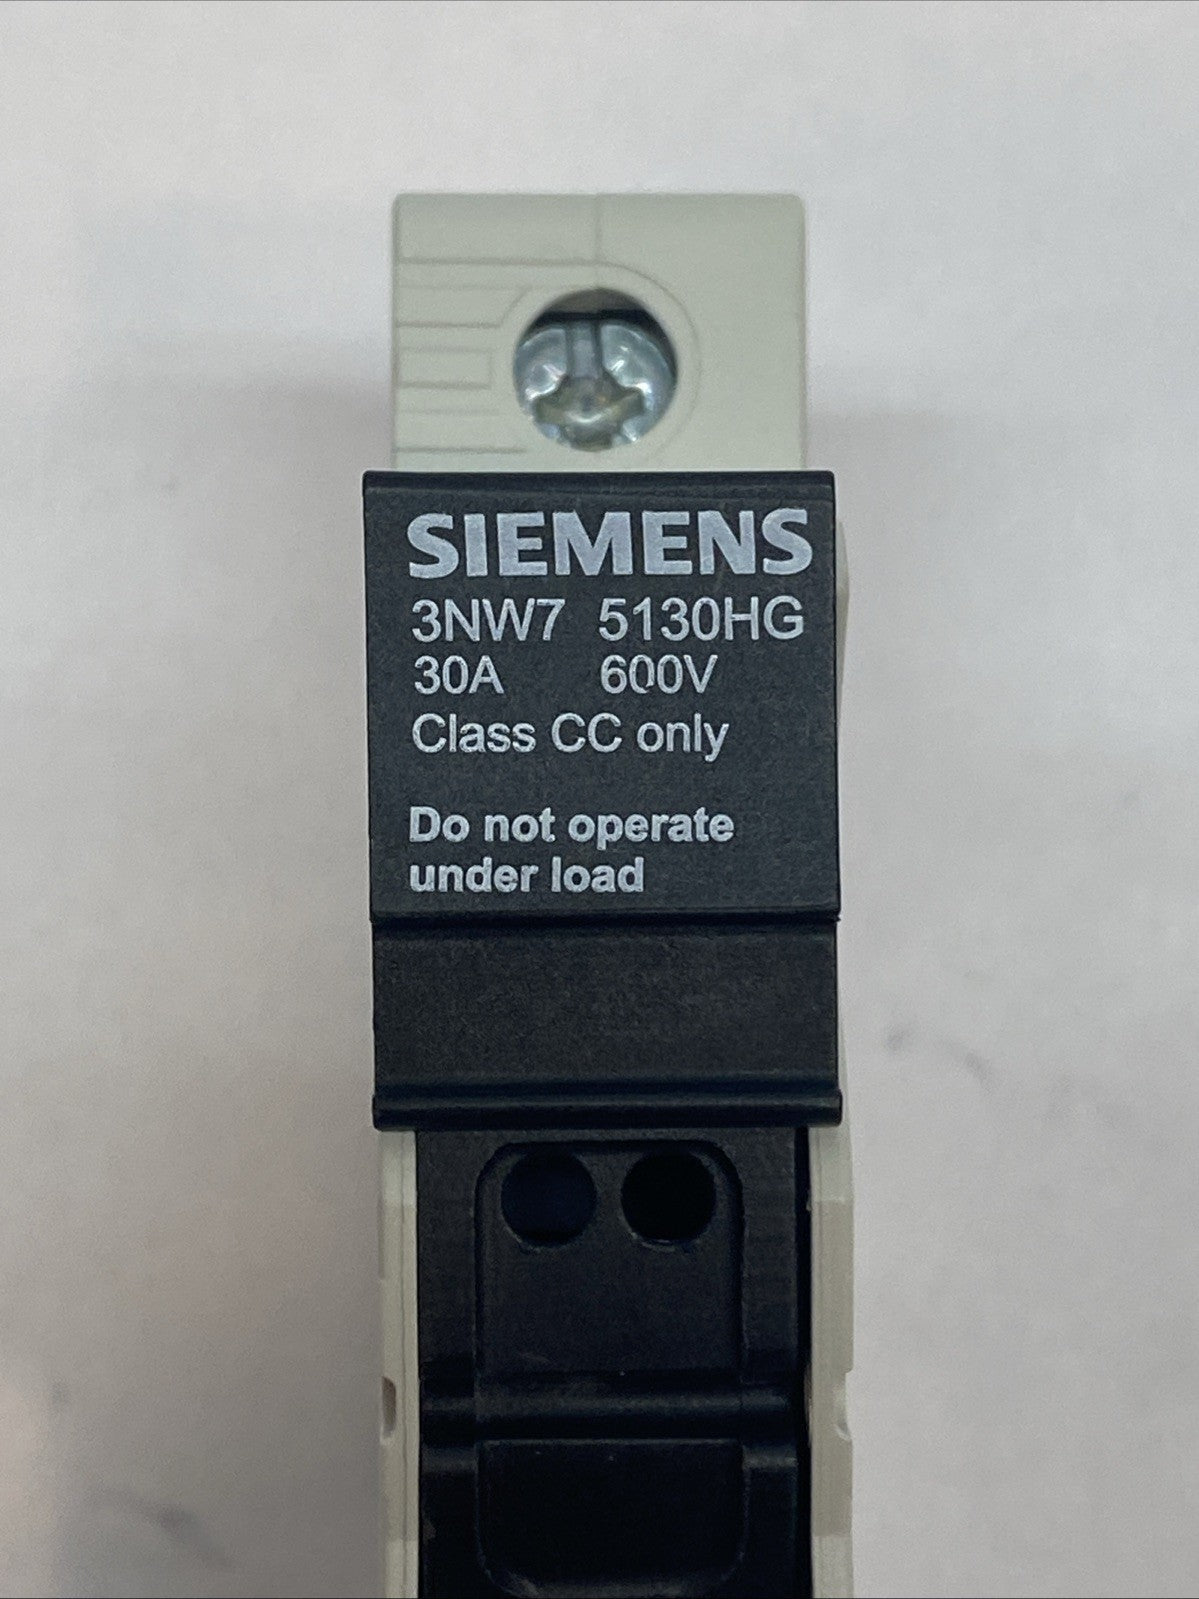 SIEMENS
3NW7 5130HG
30A 600V
Class CC only
Do not operate
under load